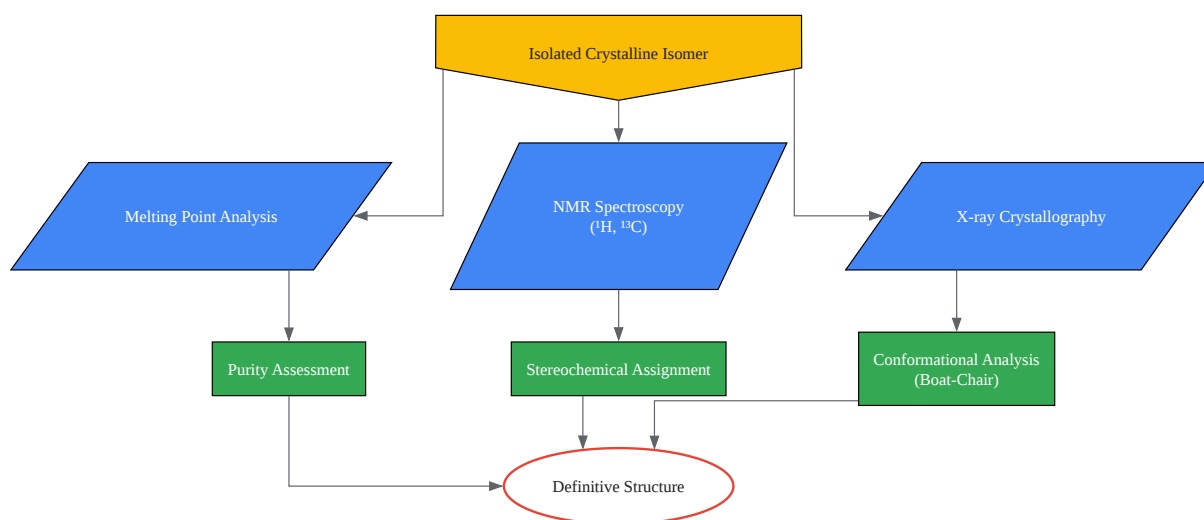 Isolated Crystalline Isomer
Melting Point Analysis
NMR Spectroscopy
(¹H, ¹³C)
X-ray Crystallography
Purity Assessment
Stereochemical Assignment
Conformational Analysis
(Boat-Chair)
Definitive Structure